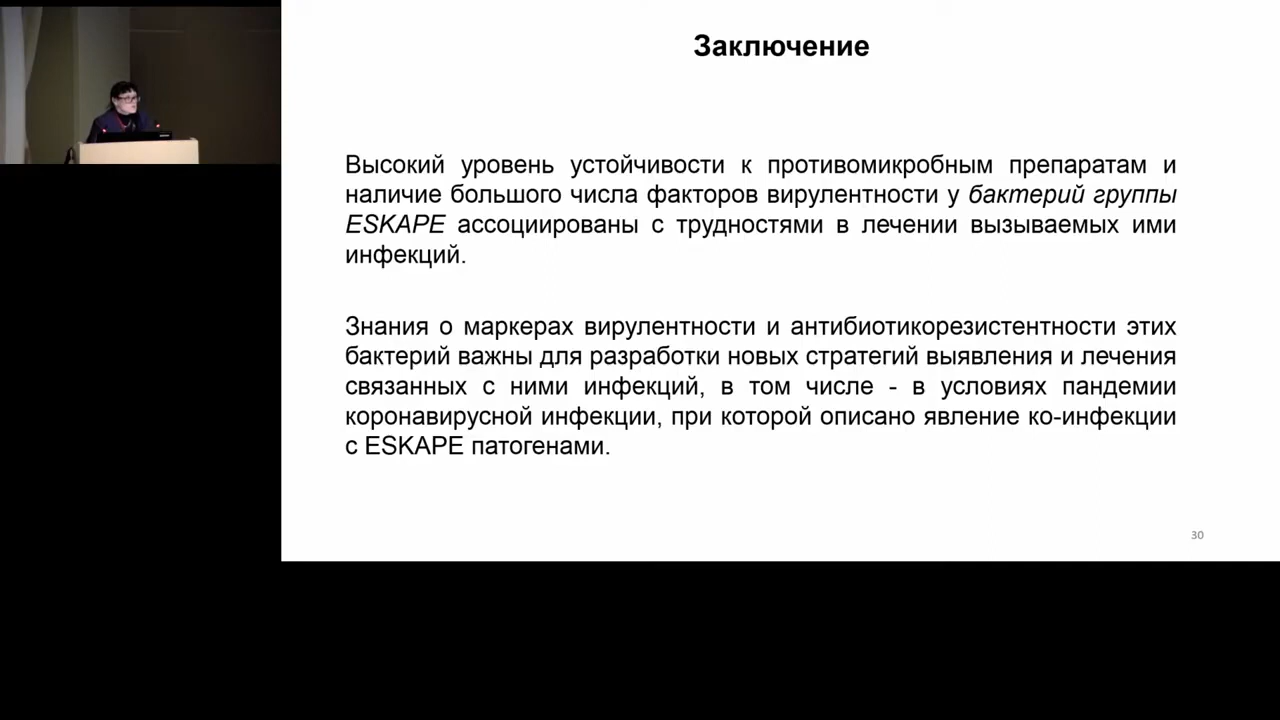 Заключение
Высокий уровень устойчивости к противомикробным препаратам и
наличие большого числа факторов вирулентности у бактерий группы
ESKAPE ассоциированы с трудностями в лечении вызываемых ими
инфекций.
Знания о маркерах вирулентности и антибиотикорезистентности этих
бактерий важны для разработки новых стратегий выявления и лечения
связанных с ними инфекций, в том числе - в условиях пандемии
коронавирусной инфекции, при которой описано явление ко-инфекции
с ESKAPE патогенами.
30